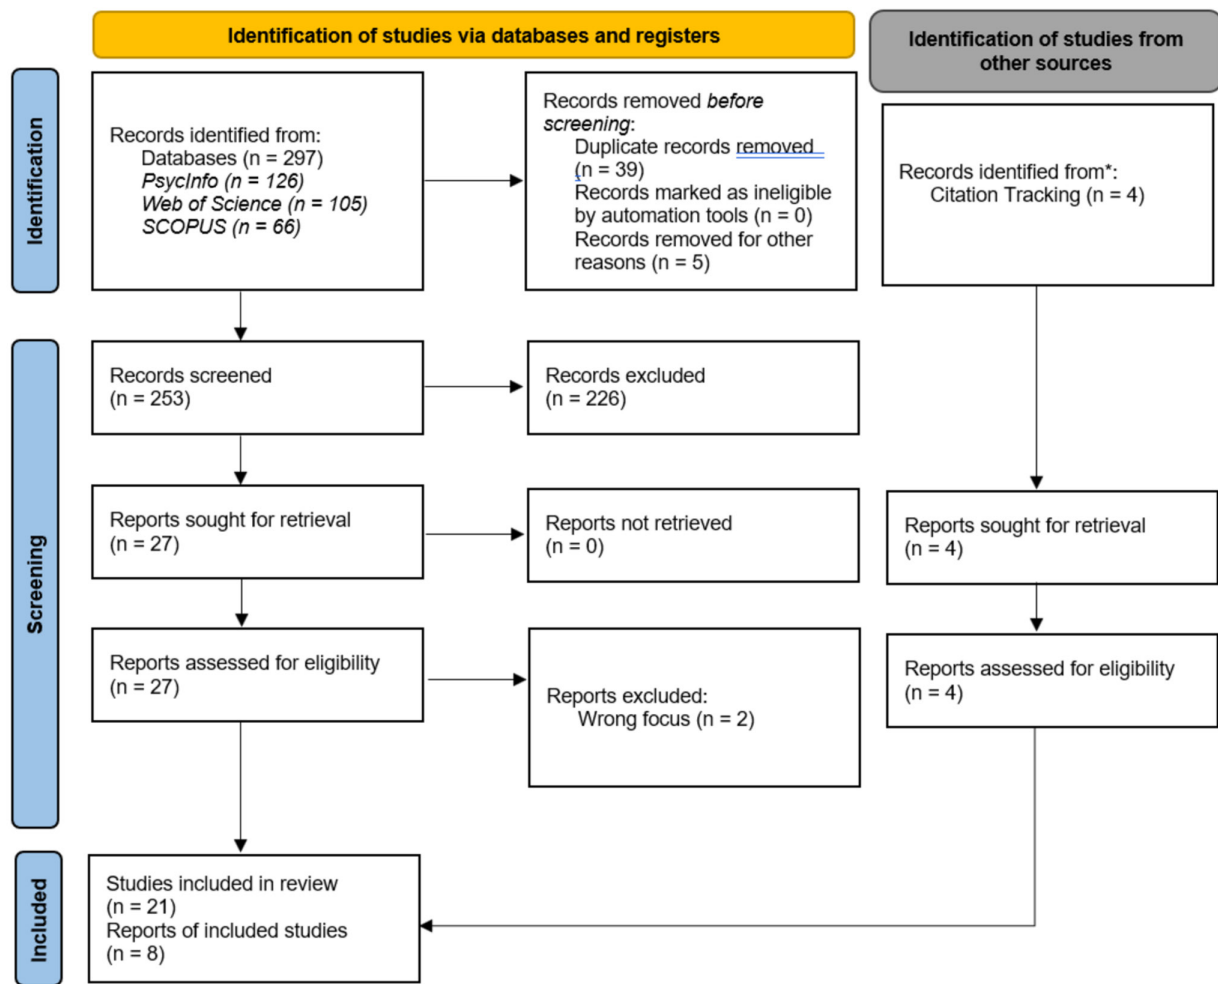 Identification of studies via databases and registers
Identification of studies from
other sources
Identification
Records identified from:
Databases (n = 297)
PsycInfo (n = 126)
Web of Science (n = 105)
SCOPUS (n = 66)
Records removed before
screening:
Duplicate records removed
(n = 39)
Records marked as ineligible
by automation tools (n = 0)
Records removed for other
reasons (n = 5)
Records identified from*:
Citation Tracking (n = 4)
Screening
Records screened
(n = 253)
Records excluded
(n = 226)
Reports sought for retrieval
(n = 27)
Reports not retrieved
(n = 0)
Reports sought for retrieval
(n = 4)
Reports assessed for eligibility
(n = 27)
Reports excluded:
Wrong focus (n = 2)
Reports assessed for eligibility
(n = 4)
Included
Studies included in review
(n = 21)
Reports of included studies
(n = 8)